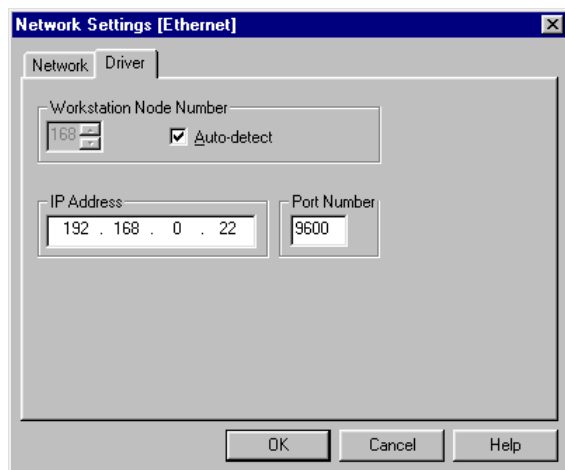 Network Settings [Ethernet]
Network Driver
Workstation Node Number
168 Auto-detect
IP Address Port Number
192 . 168 . 0 . 22 9600
OK Cancel Help